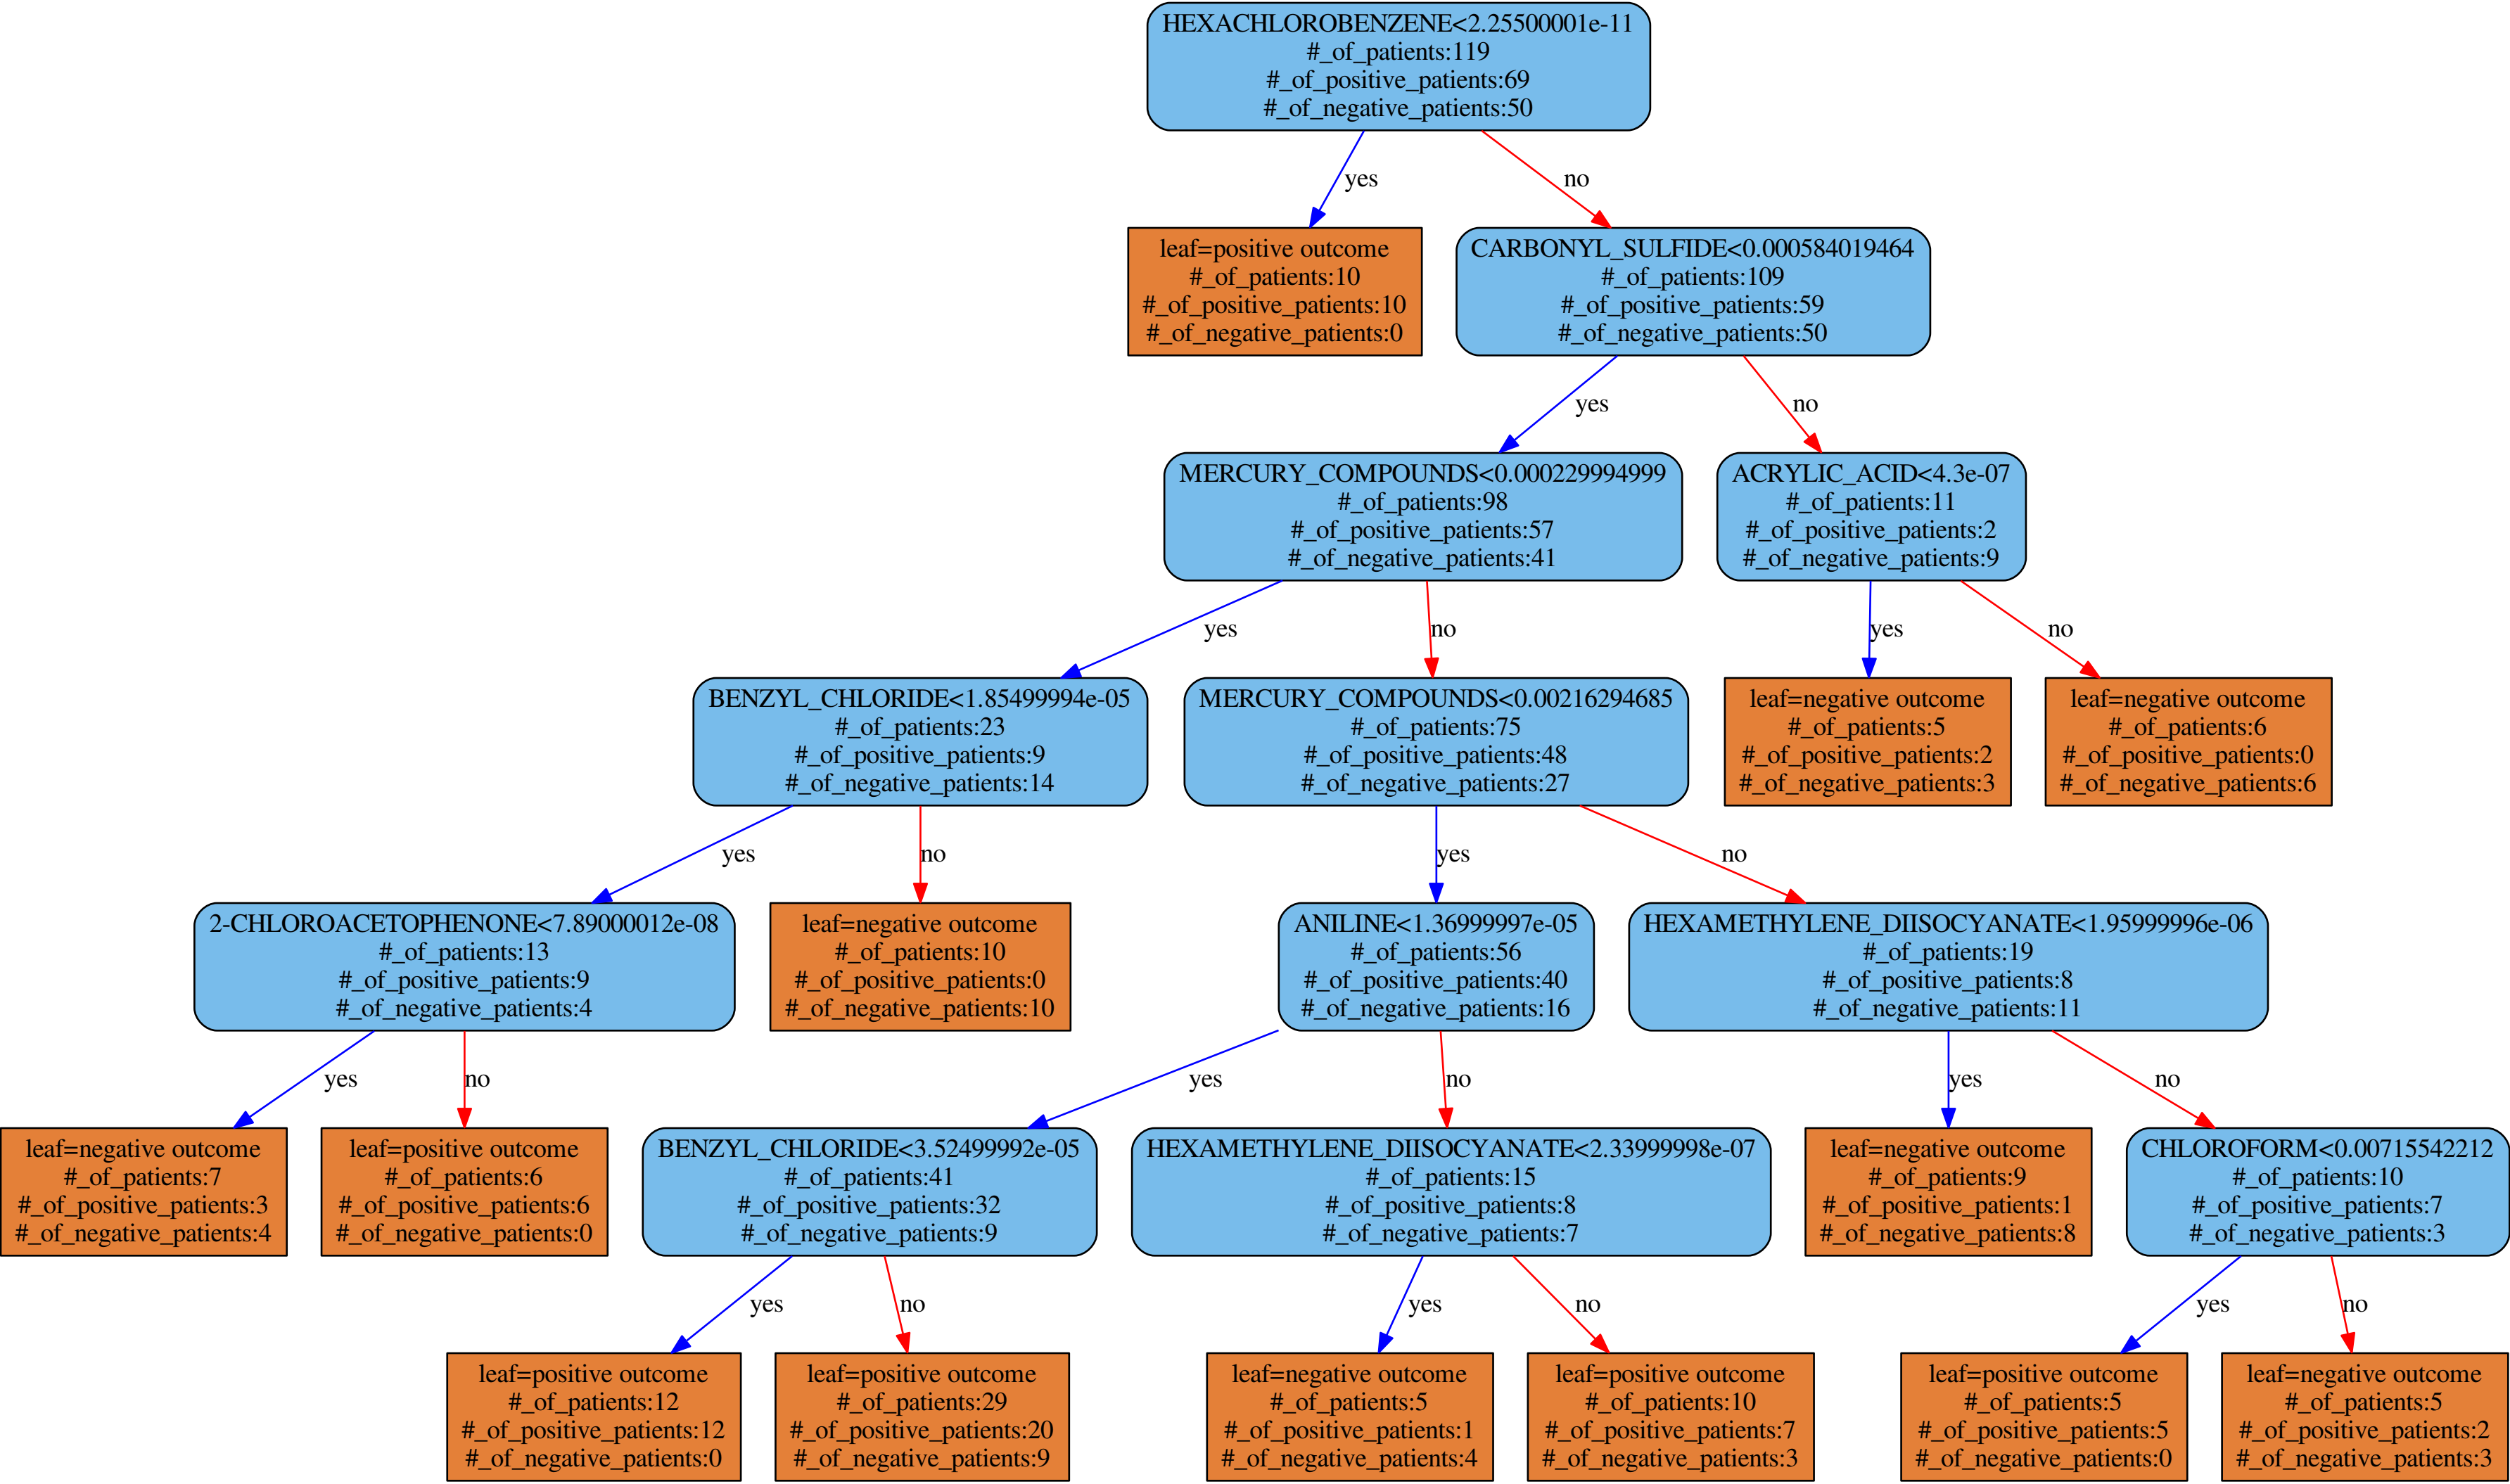 HEXACHLOROBENZENE<2.25500001e-11
#_of_patients:119
#_of_positive_patients:69
#_of_negative_patients:50
yes
no
leaf=positive outcome
#_of_patients:10
#_of_positive_patients:10
#_of_negative_patients:0
CARBONYL_SULFIDE<0.000584019464
#_of_patients:109
#_of_positive_patients:59
#_of_negative_patients:50
yes
no
MERCURY_COMPOUNDS<0.000229994999
#_of_patients:98
#_of_positive_patients:57
#_of_negative_patients:41
ACRYLIC_ACID<4.3e-07
#_of_patients:11
#_of_positive_patients:2
#_of_negative_patients:9
yes
no
yes
no
BENZYL_CHLORIDE<1.85499994e-05
#_of_patients:23
#_of_positive_patients:9
#_of_negative_patients:14
MERCURY_COMPOUNDS<0.00216294685
#_of_patients:75
#_of_positive_patients:48
#_of_negative_patients:27
leaf=negative outcome
#_of_patients:5
#_of_positive_patients:2
#_of_negative_patients:3
leaf=negative outcome
#_of_patients:6
#_of_positive_patients:0
#_of_negative_patients:6
yes
no
yes
no
2-CHLOROACETOPHENONE<7.89000012e-08
#_of_patients:13
#_of_positive_patients:9
#_of_negative_patients:4
leaf=negative outcome
#_of_patients:10
#_of_positive_patients:0
#_of_negative_patients:10
ANILINE<1.36999997e-05
#_of_patients:56
#_of_positive_patients:40
#_of_negative_patients:16
HEXAMETHYLENE_DIISOCYANATE<1.95999996e-06
#_of_patients:19
#_of_positive_patients:8
#_of_negative_patients:11
yes
no
yes
no
yes
no
leaf=negative outcome
#_of_patients:7
#_of_positive_patients:3
#_of_negative_patients:4
leaf=positive outcome
#_of_patients:6
#_of_positive_patients:6
#_of_negative_patients:0
BENZYL_CHLORIDE<3.52499992e-05
#_of_patients:41
#_of_positive_patients:32
#_of_negative_patients:9
HEXAMETHYLENE_DIISOCYANATE<2.33999998e-07
#_of_patients:15
#_of_positive_patients:8
#_of_negative_patients:7
leaf=negative outcome
#_of_patients:9
#_of_positive_patients:1
#_of_negative_patients:8
CHLOROFORM<0.00715542212
#_of_patients:10
#_of_positive_patients:7
#_of_negative_patients:3
yes
no
yes
no
yes
no
leaf=positive outcome
#_of_patients:12
#_of_positive_patients:12
#_of_negative_patients:0
leaf=positive outcome
#_of_patients:29
#_of_positive_patients:20
#_of_negative_patients:9
leaf=negative outcome
#_of_patients:5
#_of_positive_patients:1
#_of_negative_patients:4
leaf=positive outcome
#_of_patients:10
#_of_positive_patients:7
#_of_negative_patients:3
leaf=positive outcome
#_of_patients:5
#_of_positive_patients:5
#_of_negative_patients:0
leaf=negative outcome
#_of_patients:5
#_of_positive_patients:2
#_of_negative_patients:3